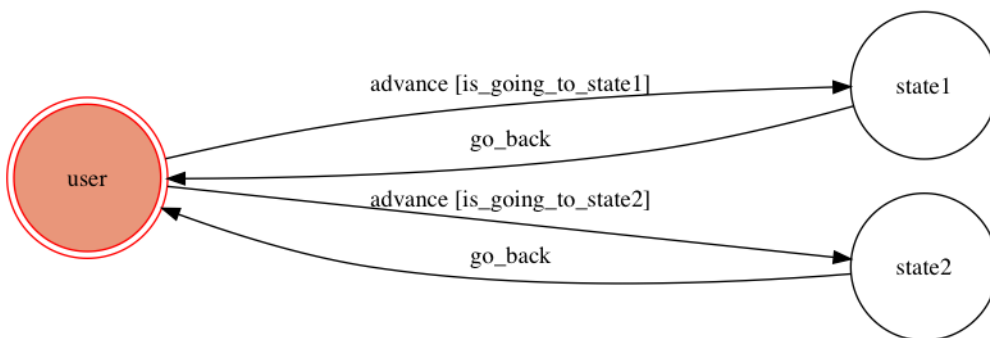 advance [is_going_to_state1]
state1
go_back
user
advance [is_going_to_state2]
go_back
state2